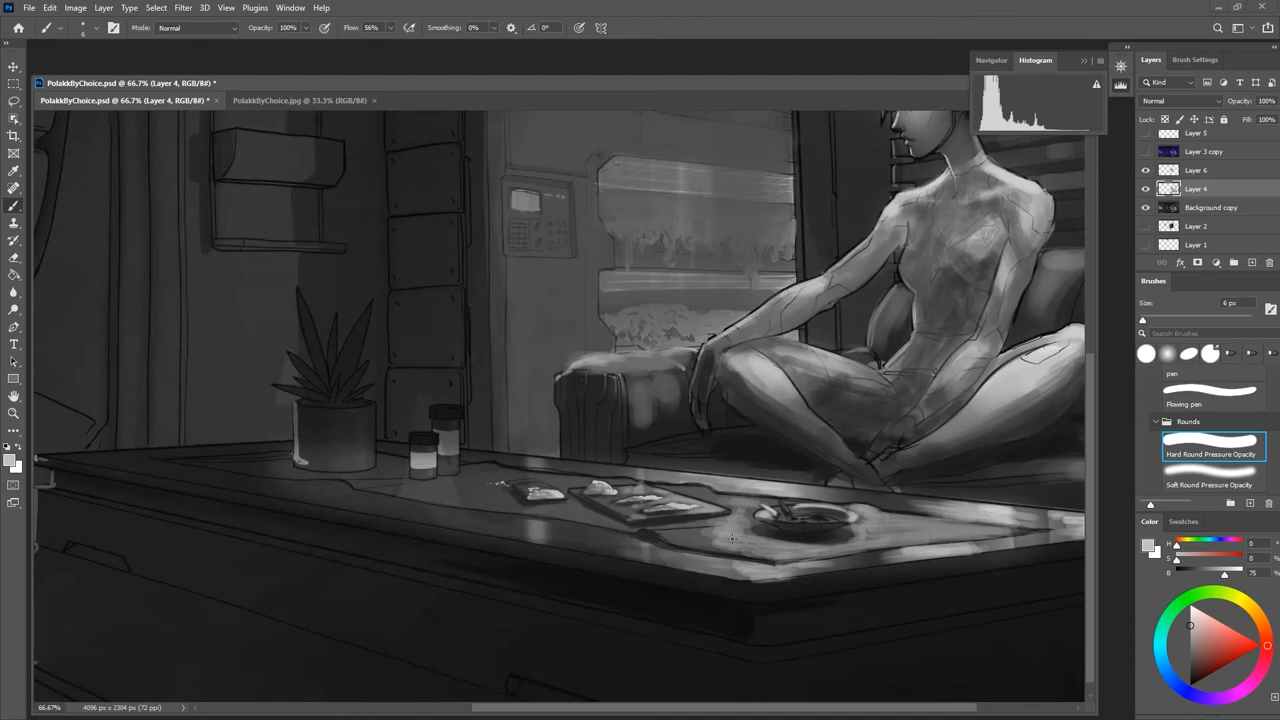 File Edit Image Layer Type Select Filter 3D View Plugins Window Help
6 Mode: Normal Opacity: 100% Flow: 56% Smoothing: 0% 0°
PolakkByChoice.psd @ 66.7% (Layer 4, RGB/8#) *
PolakkByChoice.psd @ 66.7% (Layer 4, RGB/8#) * × PolakkByChoice.jpg @ 33.3% (RGB/8#) ×
Navigator Histogram
Layers Brush Settings
Kind
Normal Opacity: 100%
Lock: Fill: 100%
Layer 5
Layer 3 copy
Layer 6
Layer 4
Background copy
Layer 2
Layer 1
fx
Brushes
Size: 6 px
Search Brushes
pen
Flowing pen
Rounds
Hard Round Pressure Opacity
Soft Round Pressure Opacity
Color Swatches
H 0 °
S 0 %
B 75 %
66.67% 4096 px x 2304 px (72 ppi)